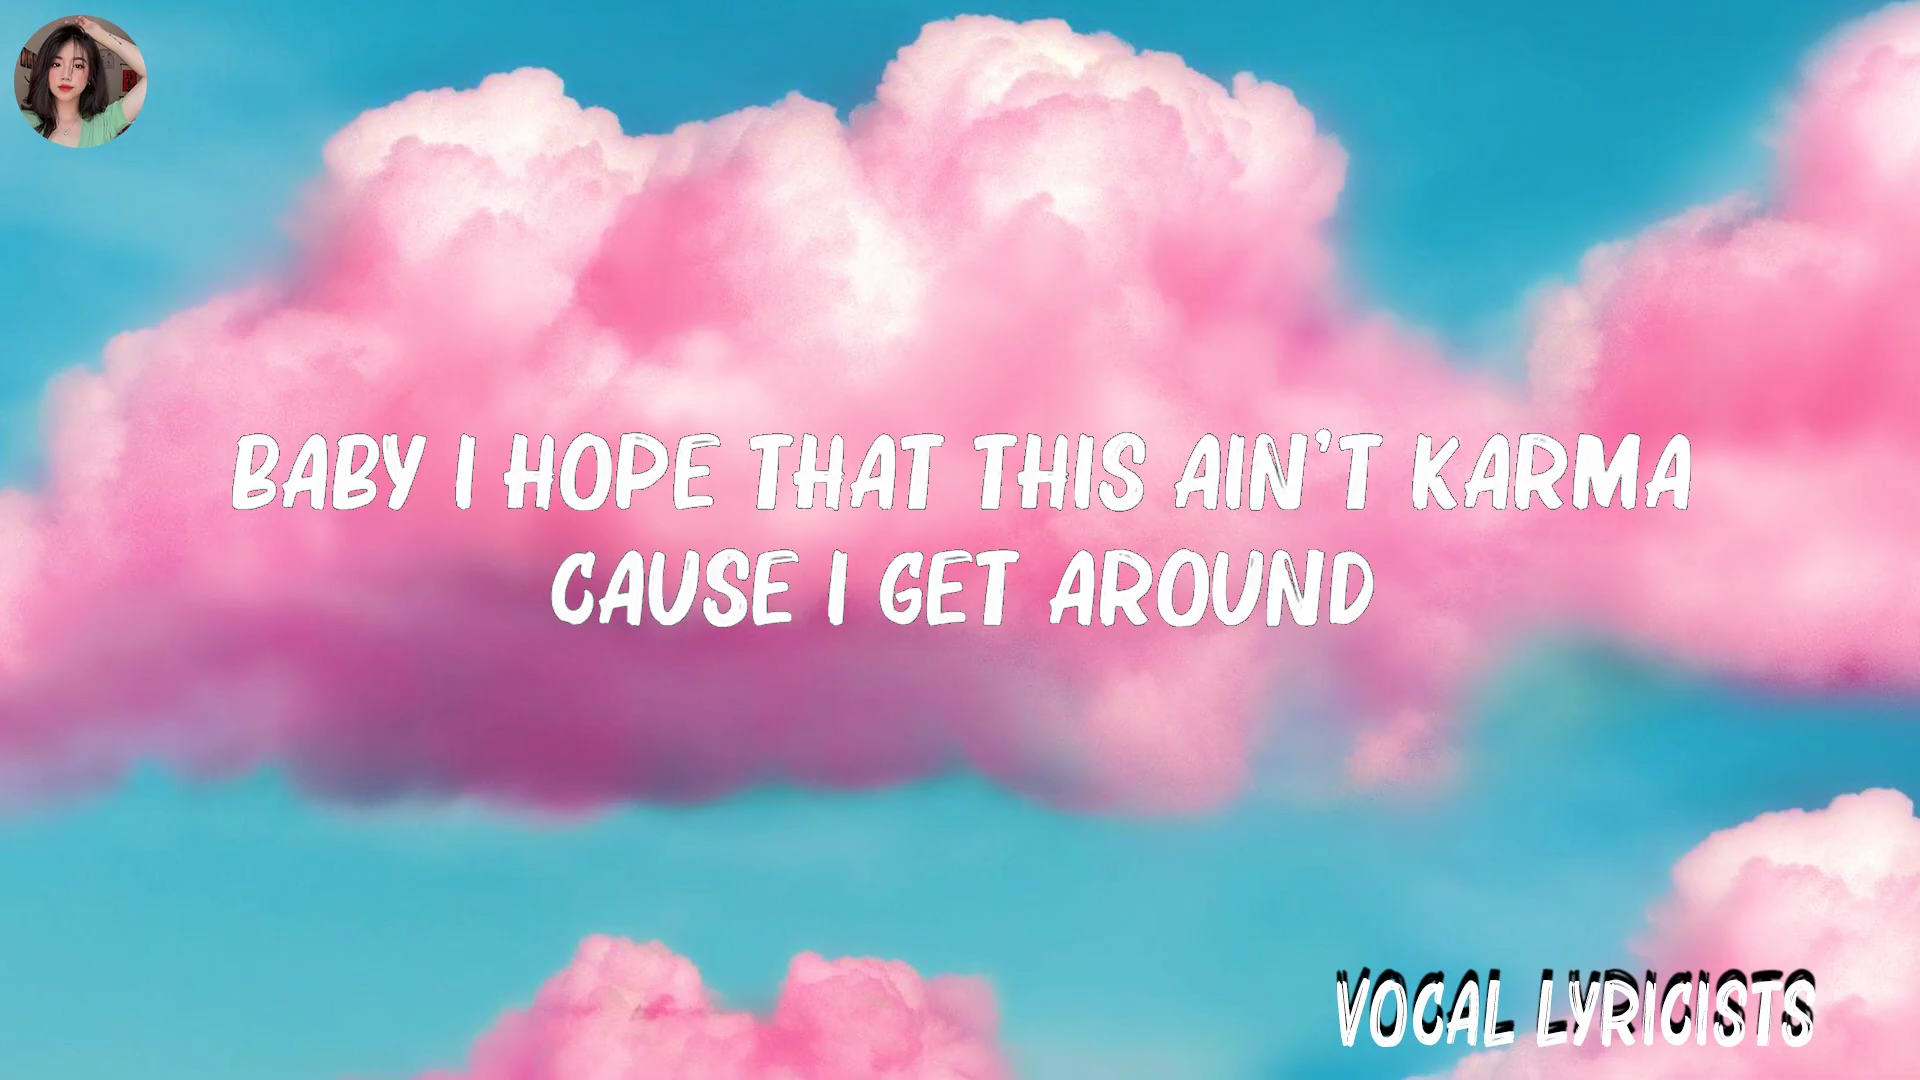 BABY I HOPE THAT THIS AIN'T KARMA
CAUSE I GET AROUND
VOCAL LYRICISTS